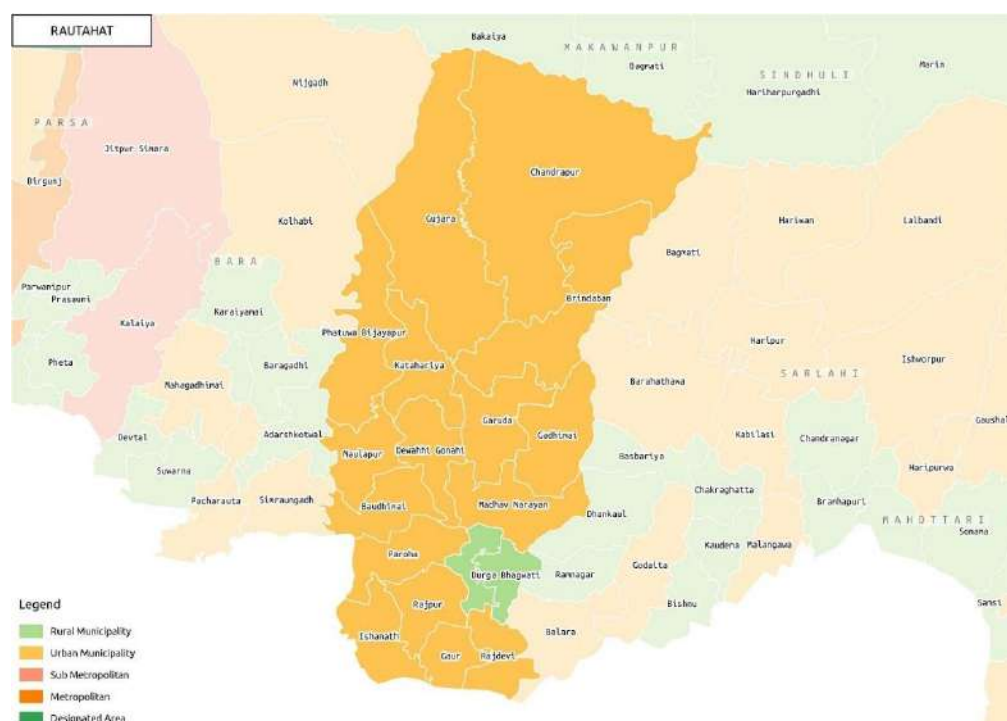 RAUTAHAT
Bakaiya
MAKAWANPUR
Bagmati
SINDHULI
Marin
Hariharpurgadhi
Nijgadh
PARSA
Jitpur Simara
Birgunj
Chandrapur
Gujara
Kolhabi
Hariwan
Lalbandi
Bagmati
BARA
Parwanipur
Prasauni
Karaiyamai
Brindaban
Kalaiya
Phatuwa Bijayapur
Haripur
Ishworpur
Pheta
Baragadhi
Katahariya
SARLAHI
Mahagadhimai
Barahathawa
Garuda
Gaushal
Devtal
Adarshkotwal
Gadhimai
Kabilasi
Chandranagar
Naulapur
Dewahhi Gonahi
Basbariya
Suwarna
Haripurwa
Pacharauta
Simraungadh
Chakraghatta
Baudhimai
Madhav Narayan
Bramhapuri
Dhankaul
MAHOTTARI
Sonama
Kaudena
Malangawa
Paroha
Godaita
Durga Bhagwati
Ramnagar
Bishnu
Samsi
Legend
Rajpur
Rural Municipality
Ishanath
Balara
Urban Municipality
Gaur
Rajdevi
Sub Metropolitan
Metropolitan
Designated Area